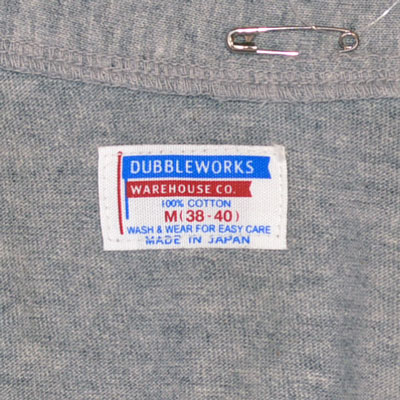 DUBBLEWORKS
WAREHOUSE CO.
100% COTTON
M(38-40)
WASH & WEAR FOR EASY CARE
MADE IN JAPAN